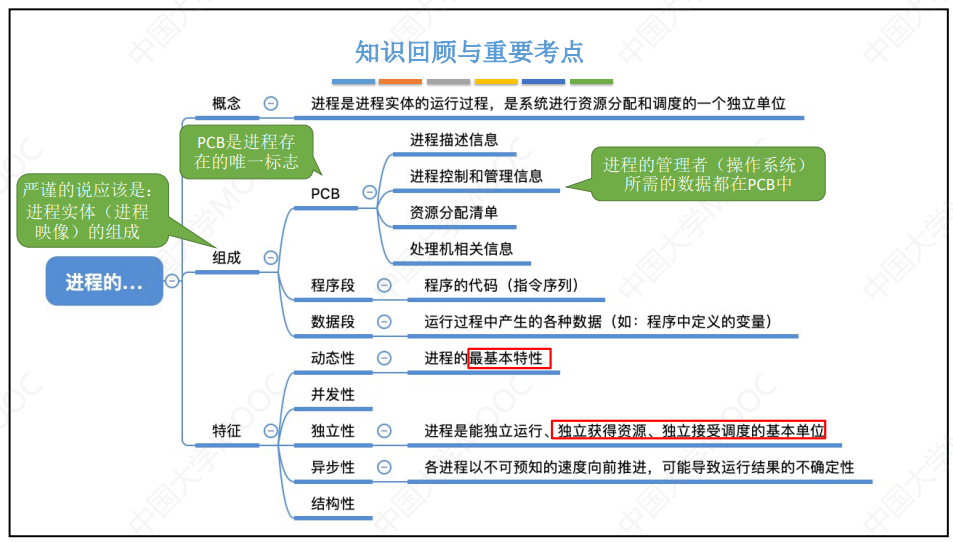 知识回顾与重要考点
概念
进程是进程实体的运行过程，是系统进行资源分配和调度的一个独立单位
PCB是进程存
在的唯一标志
进程描述信息
进程的管理者（操作系统）
所需的数据都在PCB中
进程控制和管理信息
PCB
严谨的说应该是：
进程实体（进程
映像）的组成
资源分配清单
处理机相关信息
组成
进程的...
程序段
程序的代码（指令序列）
数据段
运行过程中产生的各种数据（如：程序中定义的变量）
动态性
进程的最基本特性
并发性
特征
独立性
进程是能独立运行、独立获得资源、独立接受调度的基本单位
异步性
各进程以不可预知的速度向前推进，可能导致运行结果的不确定性
结构性
中国大学MOOC